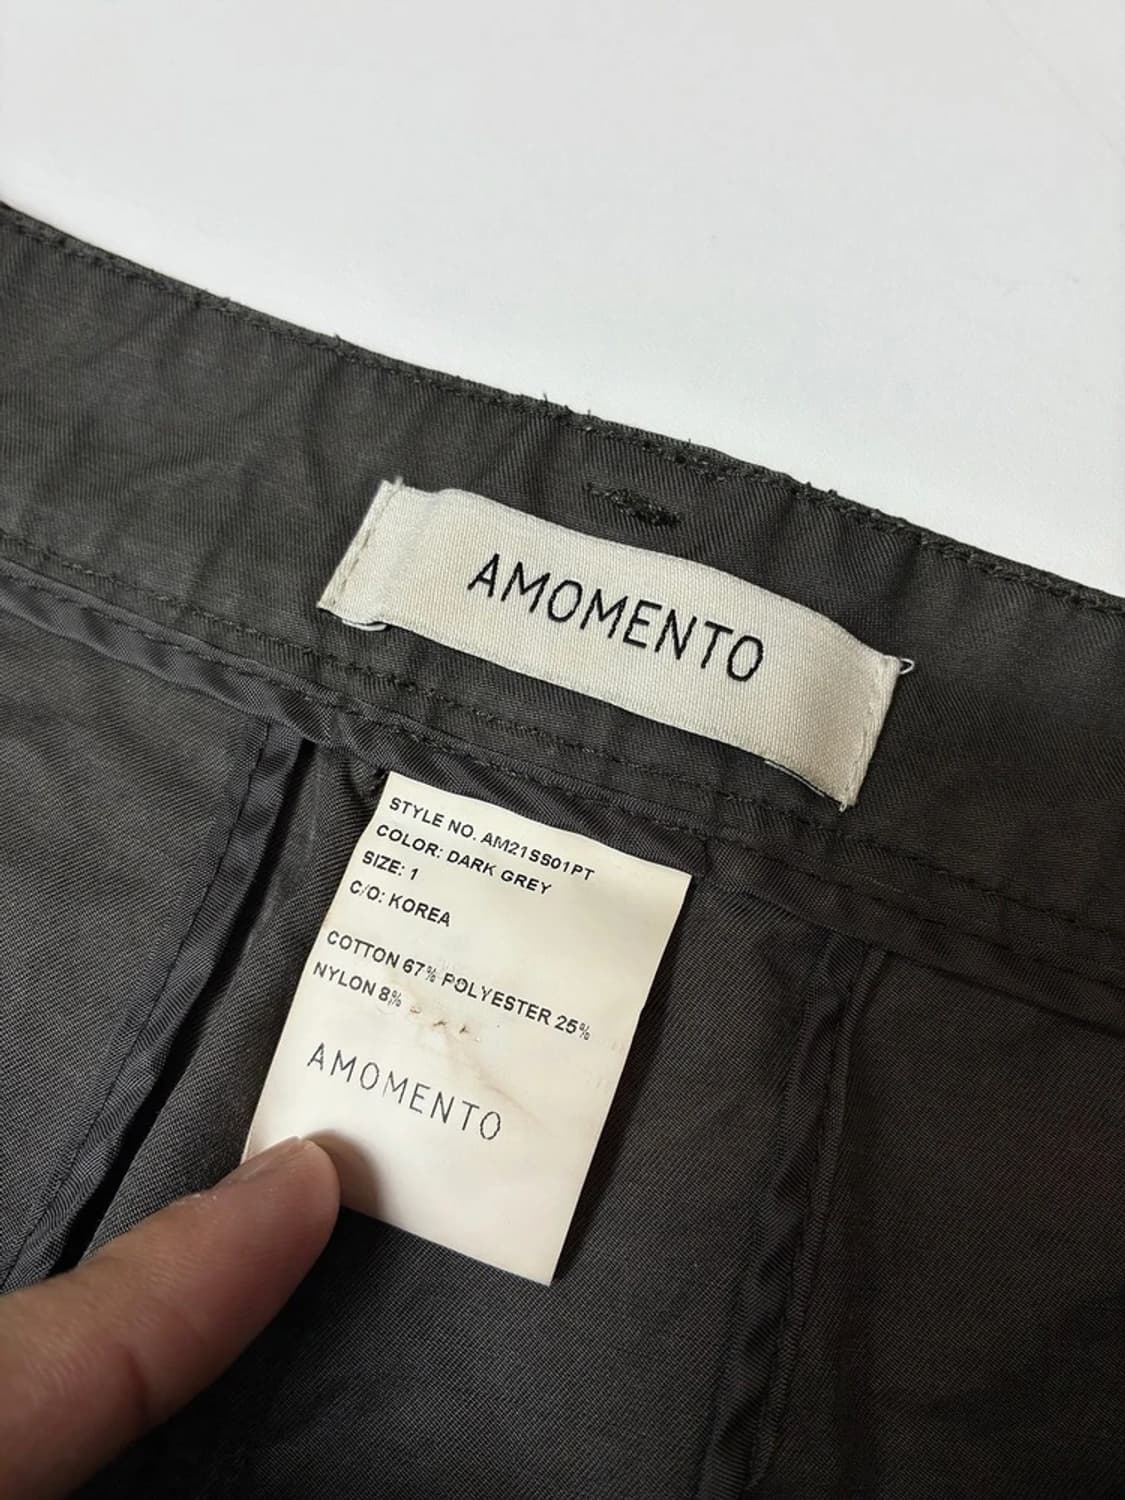 AMOMENTO
STYLE NO. AM21SS01PT
COLOR: DARK GREY
SIZE: 1
C/O: KOREA
COTTON 67% POLYESTER 25%
NYLON 8%
AMOMENTO